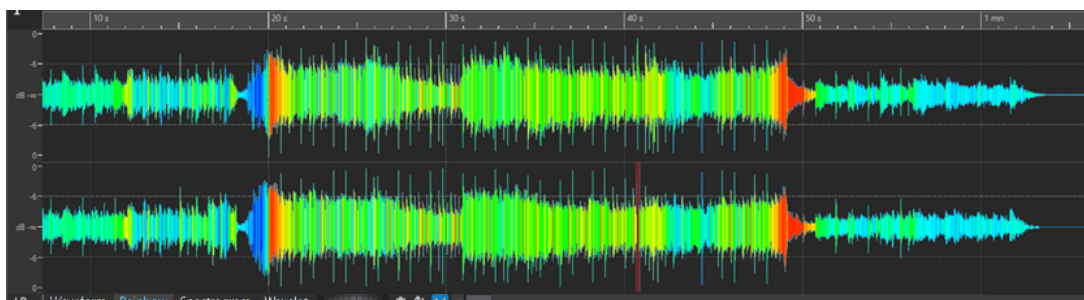 10 s 20 s 30 s 40 s 50 s 1 mn
0-
-6-
dB -∞-
-6-
0-
0-
-6-
dB -∞-
-6-
0-
Waveform Rainbow Spectrogram Wavelet